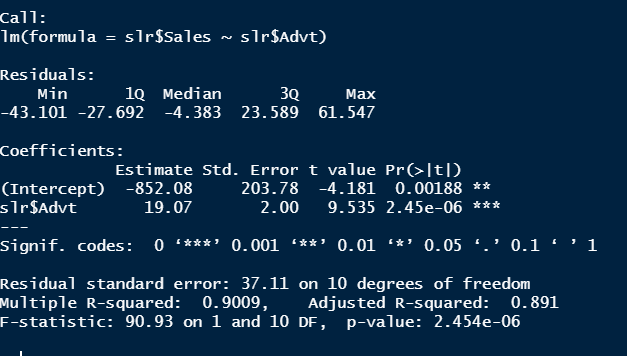 Call:
lm(formula = slr$Sales ~ slr$Advt)
Residuals:
    Min      1Q  Median      3Q     Max
-43.101 -27.692  -4.383  23.589  61.547
Coefficients:
            Estimate Std. Error t value Pr(>|t|)
(Intercept)  -852.08     203.78  -4.181  0.00188 **
slr$Advt       19.07       2.00   9.535 2.45e-06 ***
---
Signif. codes:  0 ‘***’ 0.001 ‘**’ 0.01 ‘*’ 0.05 ‘.’ 0.1 ‘ ’ 1
Residual standard error: 37.11 on 10 degrees of freedom
Multiple R-squared:  0.9009,    Adjusted R-squared:  0.891
F-statistic: 90.93 on 1 and 10 DF,  p-value: 2.454e-06